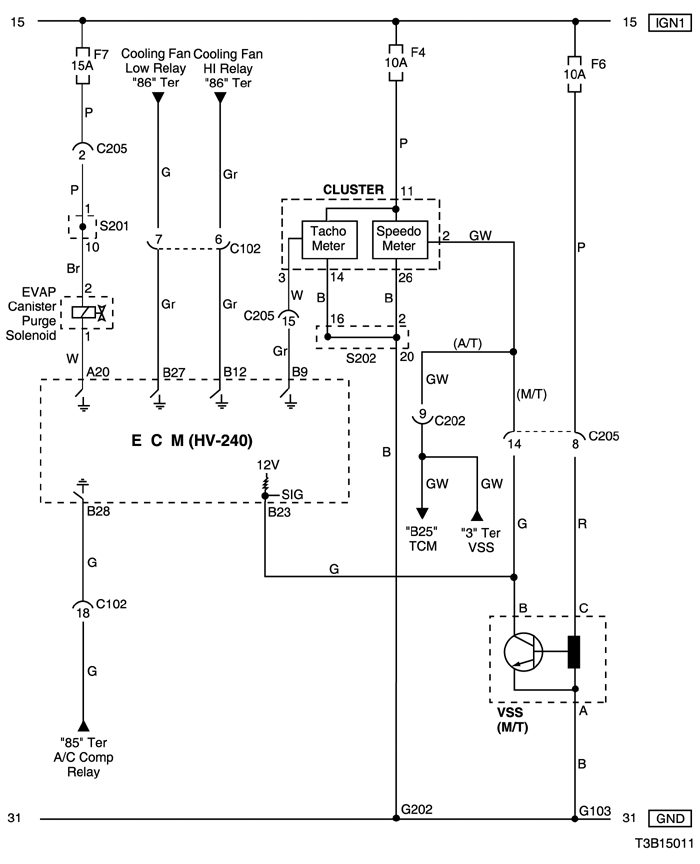 15
15
IGN1
F7
15A
Cooling Fan
Low Relay
"86" Ter
Cooling Fan
HI Relay
"86" Ter
F4
10A
F6
10A
P
2
C205
P
G
Gr
P
CLUSTER
11
1
S201
10
7
6
C102
Tacho
Meter
Speedo
Meter
2
GW
P
Br
3
14
26
EVAP
Canister
Purge
Solenoid
2
1
Gr
Gr
W
B
B
C205
15
16
2
Gr
S202
20
(A/T)
W
A20
B27
B12
B9
GW
(M/T)
9
C202
14
8
C205
E C M (HV-240)
12V
SIG
B
GW
GW
B28
B23
"B25"
TCM
"3" Ter
VSS
G
R
G
G
C102
18
B
C
G
VSS
(M/T)
A
"85" Ter
A/C Comp
Relay
B
31
G202
G103
31
GND
T3B15011